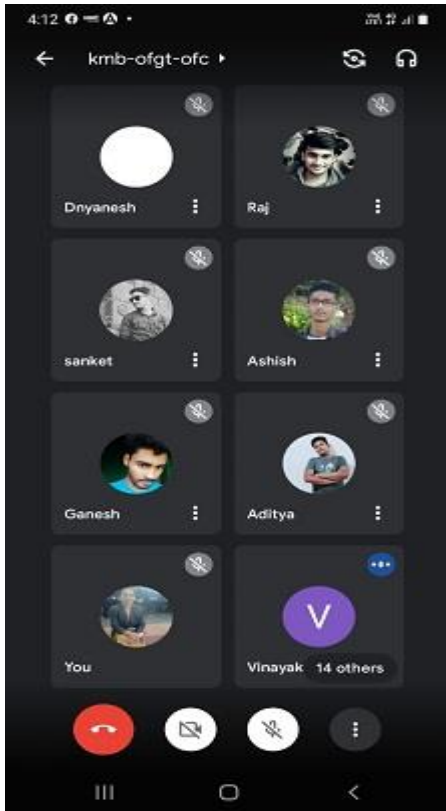 4:12
kmb-ofgt-ofc
Dnyanesh
Raj
sanket
Ashish
Ganesh
Aditya
V
You
Vinayak
14 others